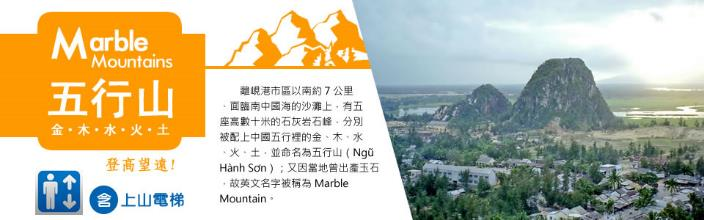 Marble
Mountains
五行山
金・木・水・火・土
登高望遠!
含 上山電梯
離峴港市區以南約 7 公里
、面臨南中國海的沙灘上，有五
座高數十米的石灰岩石峰，分別
被配上中國五行裡的金、木、水
、火、土，並命名為五行山（Ngũ
Hành Sơn）；又因當地曾出產玉石
，故英文名字被稱為 Marble
Mountain。